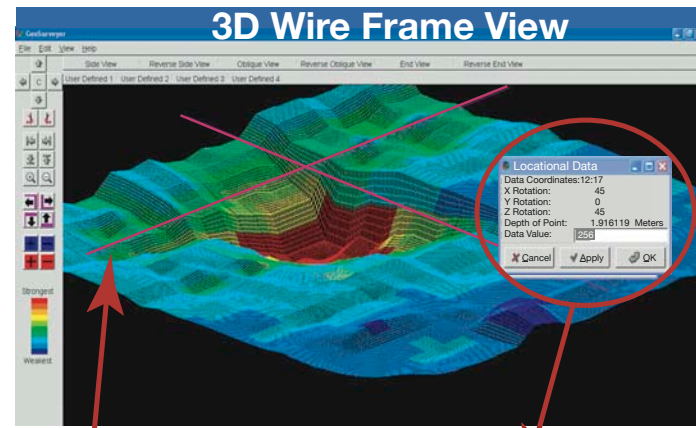 3D Wire Frame View
GeoSurveyor
File Edit View Help
Side View Reverse Side View Oblique View Reverse Oblique View End View Reverse End View
C User Defined 1 User Defined 2 User Defined 3 User Defined 4
Locational Data
Data Coordinates:12:17
X Rotation: 45
Y Rotation: 0
Z Rotation: 45
Depth of Point: 1.916119 Meters
Data Value: 256
Cancel Apply OK
Strongest
Weakest